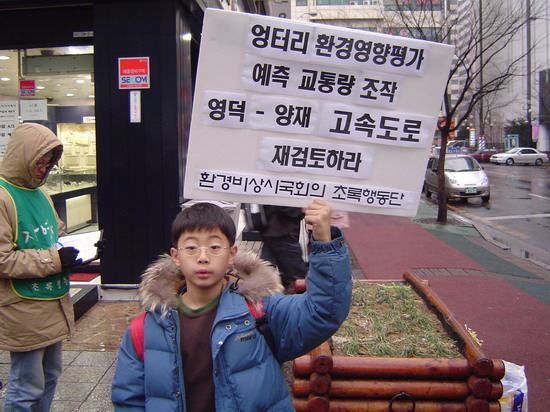 엉터리 환경영향평가
예측 교통량 조작
영덕 - 양재 고속도로
재검토하라
환경비상시국회의 초록행동단